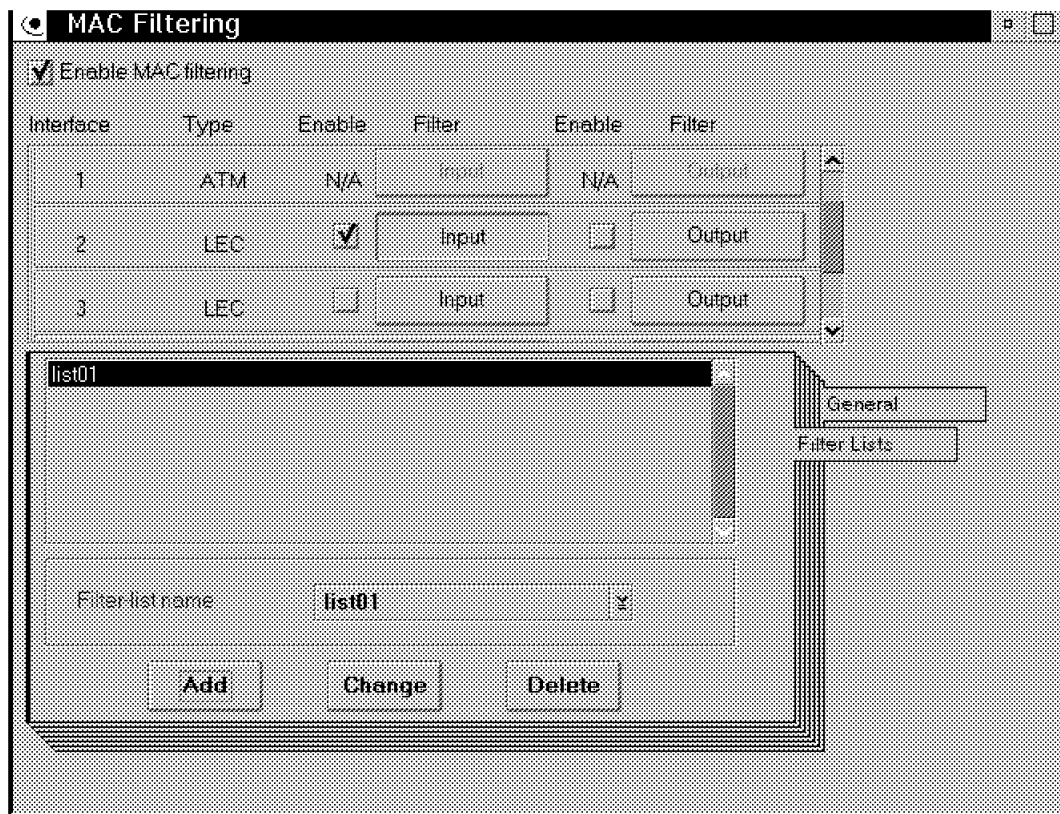 MAC Filtering
Enable MAC filtering
Interface Type Enable Filter Enable Filter
1 ATM N/A Input N/A Output
2 LEC Input Output
3 LEC Input Output
list01
General
Filter Lists
Filter list name list01
Add Change Delete